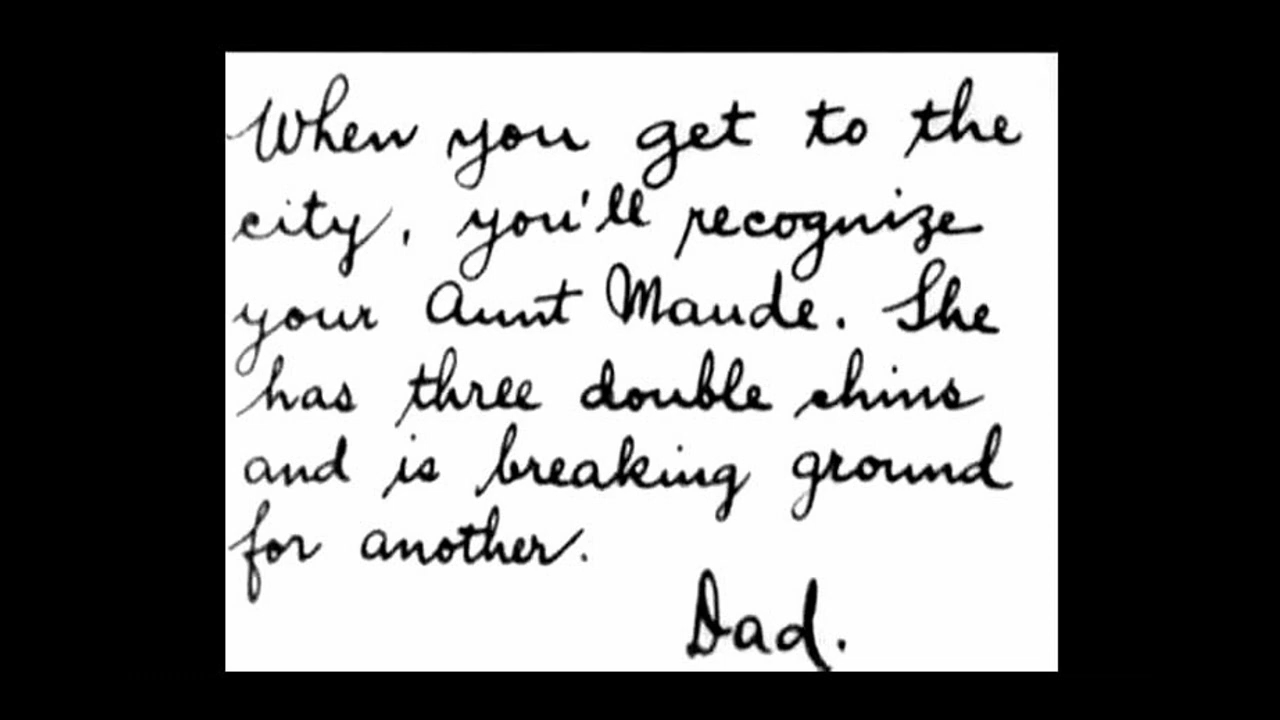 When you get to the
city, you'll recognize
your Aunt Maude. She
has three double chins
and is breaking ground
for another.
Dad.